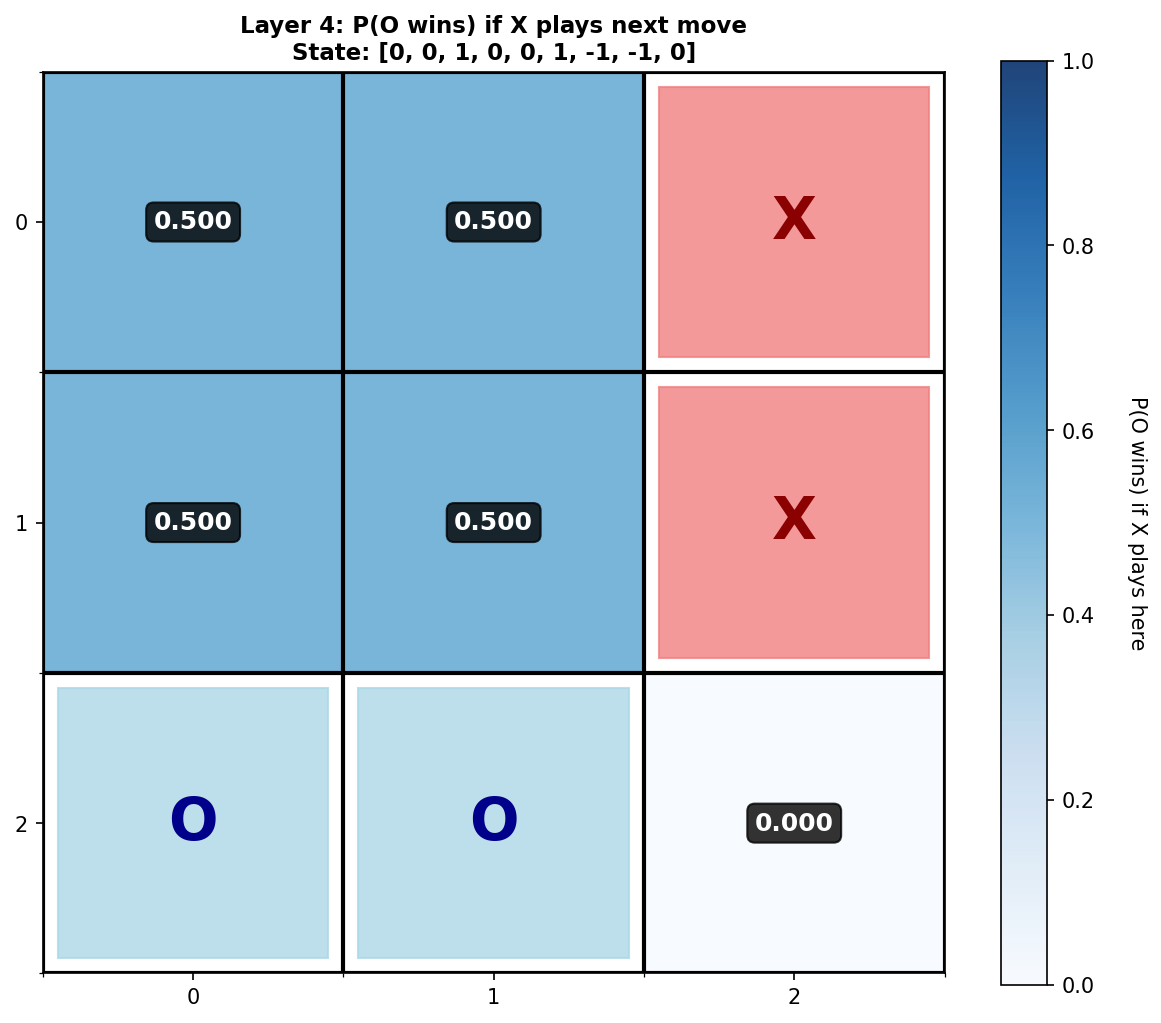 Layer 4: P(O wins) if X plays next move
State: [0, 0, 1, 0, 0, 1, -1, -1, 0]
0 0.500 0.500 X
1 0.500 0.500 X
2 O O 0.000
0 1 2
1.0
0.8
0.6
0.4
0.2
0.0
P(O wins) if X plays here